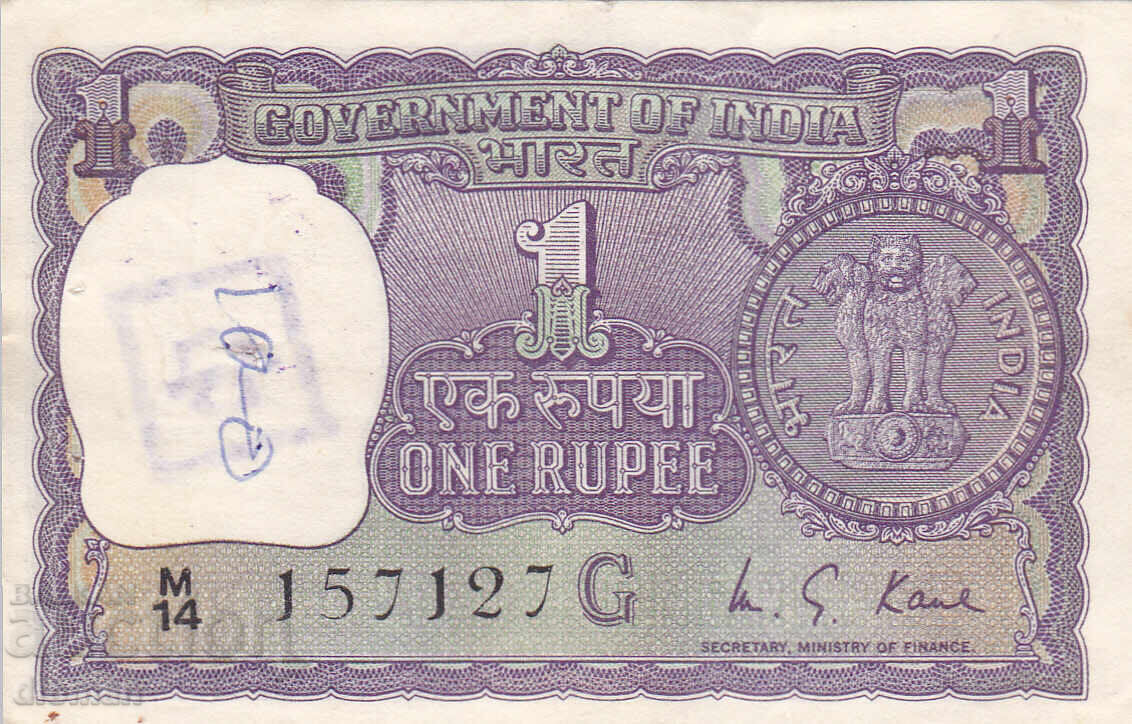 1 1
GOVERNMENT OF INDIA
भारत
1
एक रुपया
ONE RUPEE
भारत INDIA
M/14 157127 G
M. G. Kaul
SECRETARY, MINISTRY OF FINANCE.